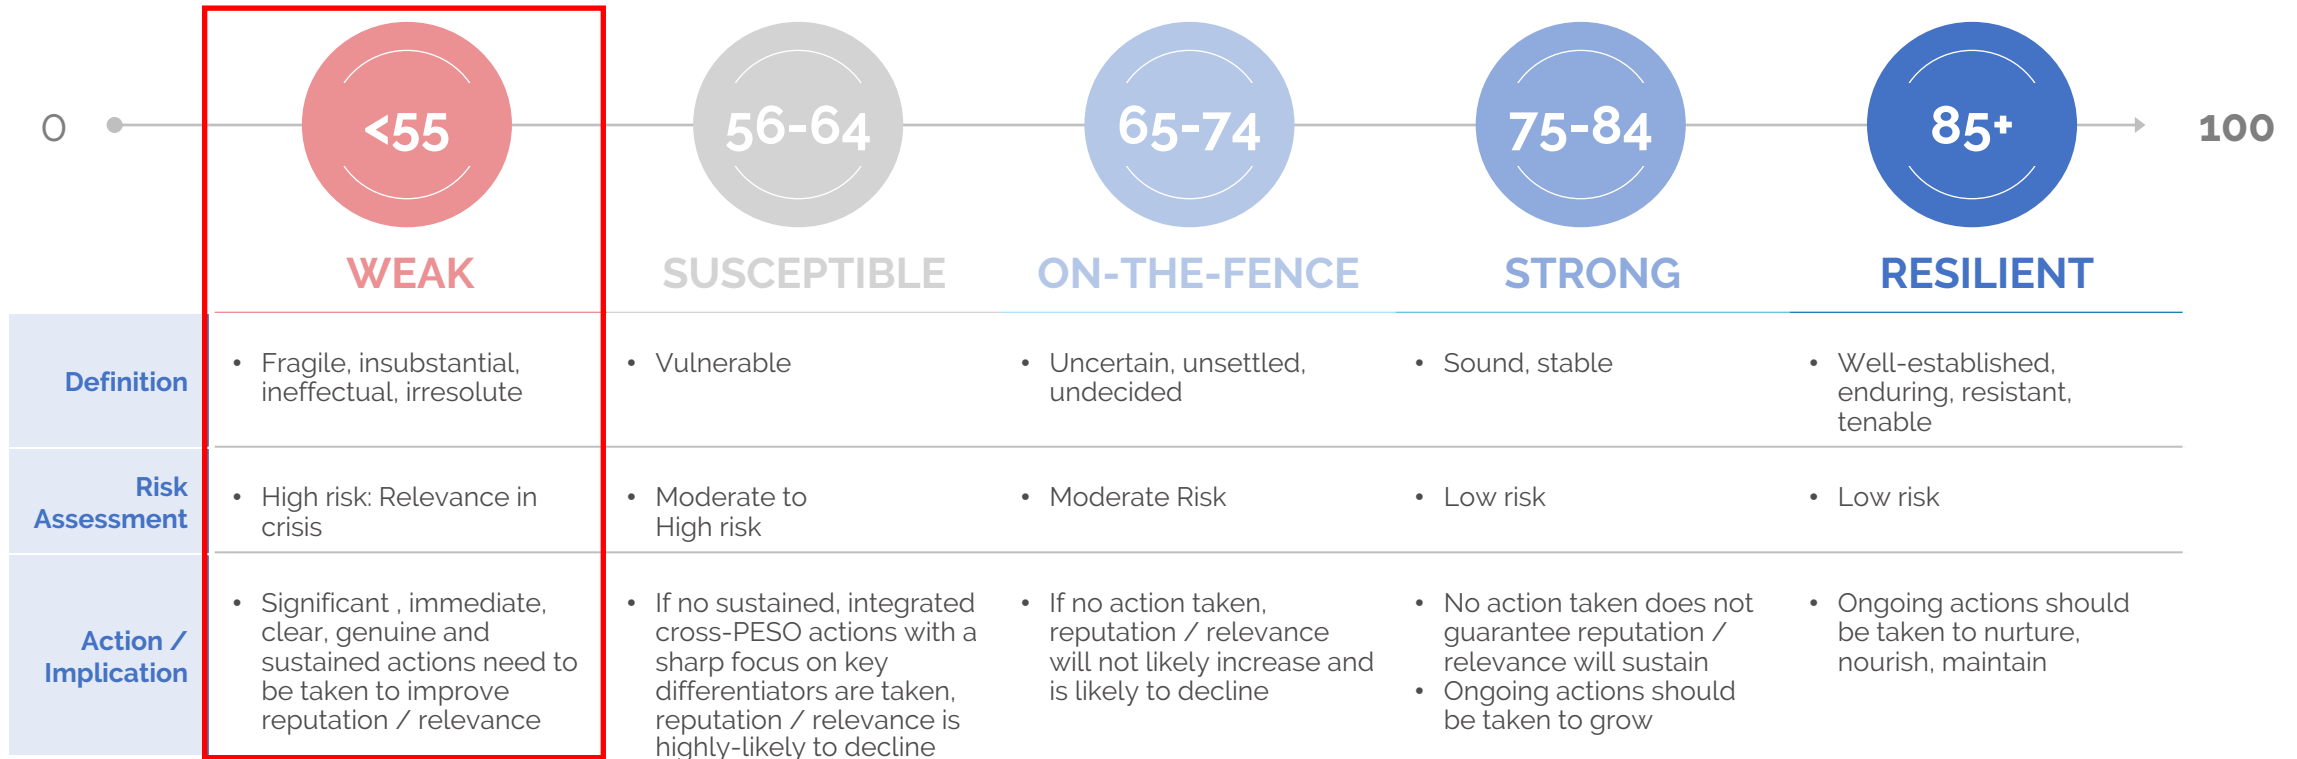 0
<55
56-64
65-74
75-84
85+
100
WEAK
SUSCEPTIBLE
ON-THE-FENCE
STRONG
RESILIENT
Definition
• Fragile, insubstantial,
ineffectual, irresolute
• Vulnerable
• Uncertain, unsettled,
undecided
• Sound, stable
• Well-established,
enduring, resistant,
tenable
Risk
Assessment
• High risk: Relevance in
crisis
• Moderate to
High risk
• Moderate Risk
• Low risk
• Low risk
Action /
Implication
• Significant , immediate,
clear, genuine and
sustained actions need to
be taken to improve
reputation / relevance
• If no sustained, integrated
cross-PESO actions with a
sharp focus on key
differentiators are taken,
reputation / relevance is
highly-likely to decline
• If no action taken,
reputation / relevance
will not likely increase and
is likely to decline
• No action taken does not
guarantee reputation /
relevance will sustain
• Ongoing actions should
be taken to grow
• Ongoing actions should
be taken to nurture,
nourish, maintain